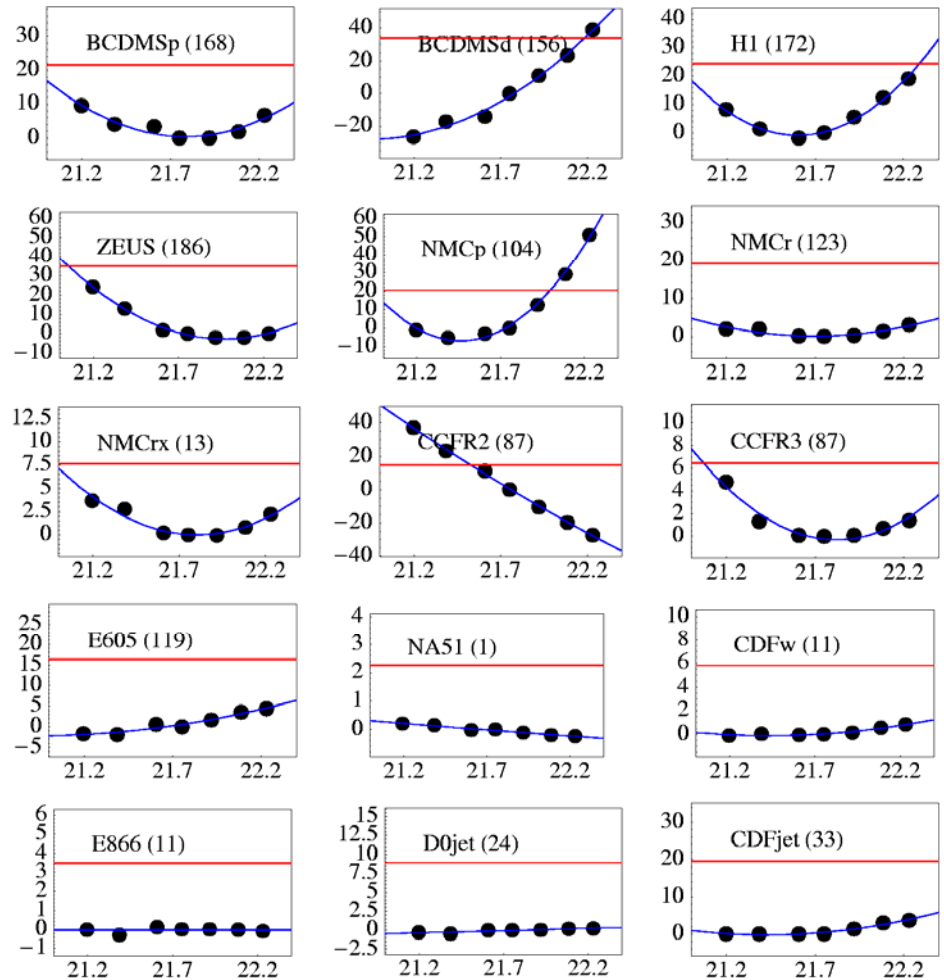 BCDMSp (168)
30
20
10
0
21.2 21.7 22.2
BCDMSd (156)
40
20
0
−20
21.2 21.7 22.2
H1 (172)
40
30
20
10
0
21.2 21.7 22.2
ZEUS (186)
60
50
40
30
20
10
0
−10
21.2 21.7 22.2
NMCp (104)
60
50
40
30
20
10
0
−10
21.2 21.7 22.2
NMCr (123)
30
20
10
0
21.2 21.7 22.2
NMCrx (13)
12.5
10
7.5
5
2.5
0
21.2 21.7 22.2
CCFR2 (87)
40
20
0
−20
−40
21.2 21.7 22.2
CCFR3 (87)
10
8
6
4
2
0
21.2 21.7 22.2
E605 (119)
25
20
15
10
5
0
−5
21.2 21.7 22.2
NA51 (1)
4
3
2
1
0
21.2 21.7 22.2
CDFw (11)
10
8
6
4
2
0
21.2 21.7 22.2
E866 (11)
6
5
4
3
2
1
0
−1
21.2 21.7 22.2
D0jet (24)
15
12.5
10
7.5
5
2.5
0
−2.5
21.2 21.7 22.2
CDFjet (33)
30
20
10
0
21.2 21.7 22.2